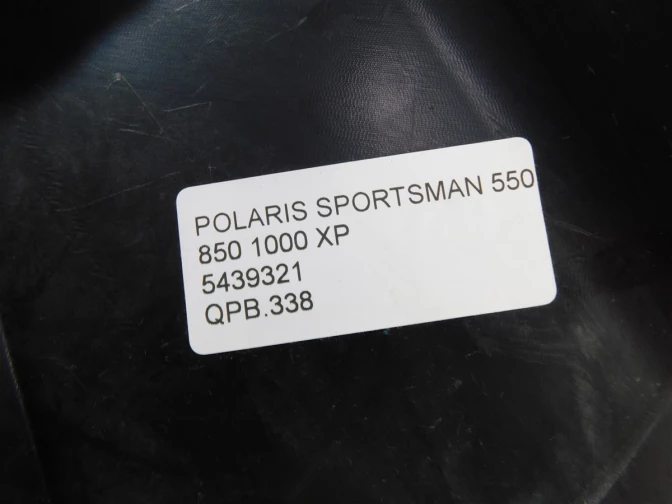 POLARIS SPORTSMAN 550
850 1000 XP
5439321
QPB.338